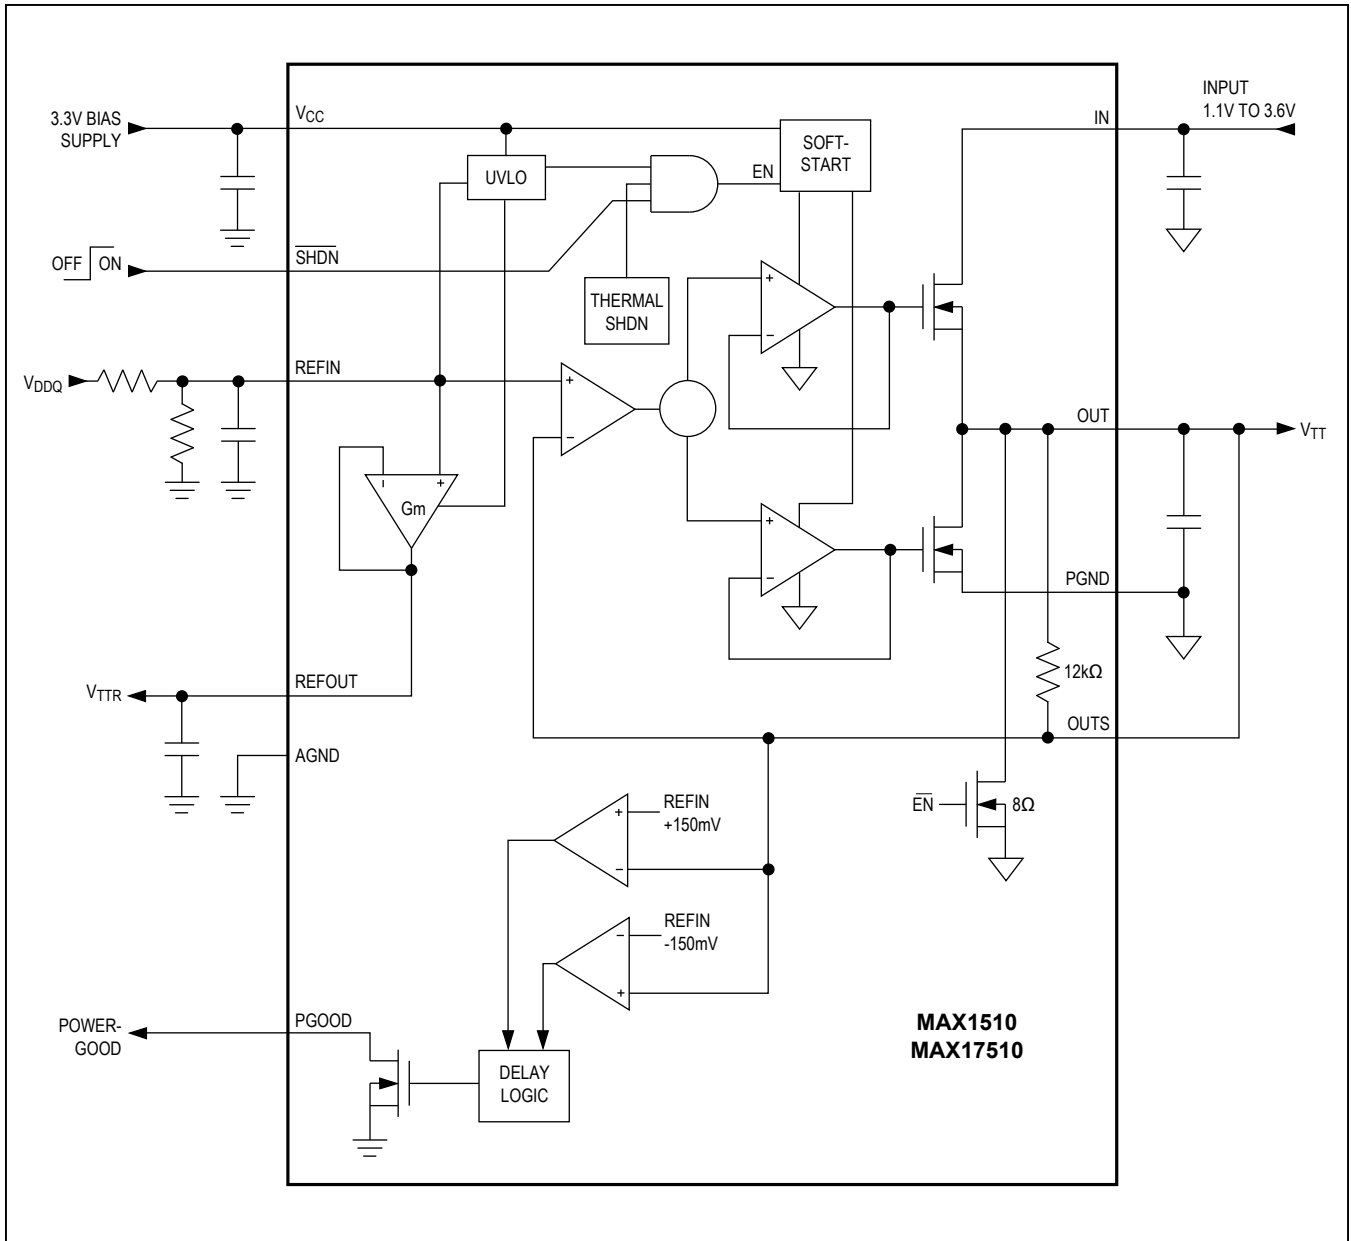 INPUT
1.1V TO 3.6V
3.3V BIAS
SUPPLY
VCC
IN
SOFT-
START
UVLO
EN
OFF
ON
SHDN
THERMAL
SHDN
+
−
VDDQ
REFIN
+
−
OUT
VTT
−
+
Gm
+
−
PGND
12kΩ
VTTR
REFOUT
OUTS
AGND
EN
8Ω
+
REFIN
+150mV
−
REFIN
-150mV
−
+
MAX1510
MAX17510
POWER-
GOOD
PGOOD
DELAY
LOGIC